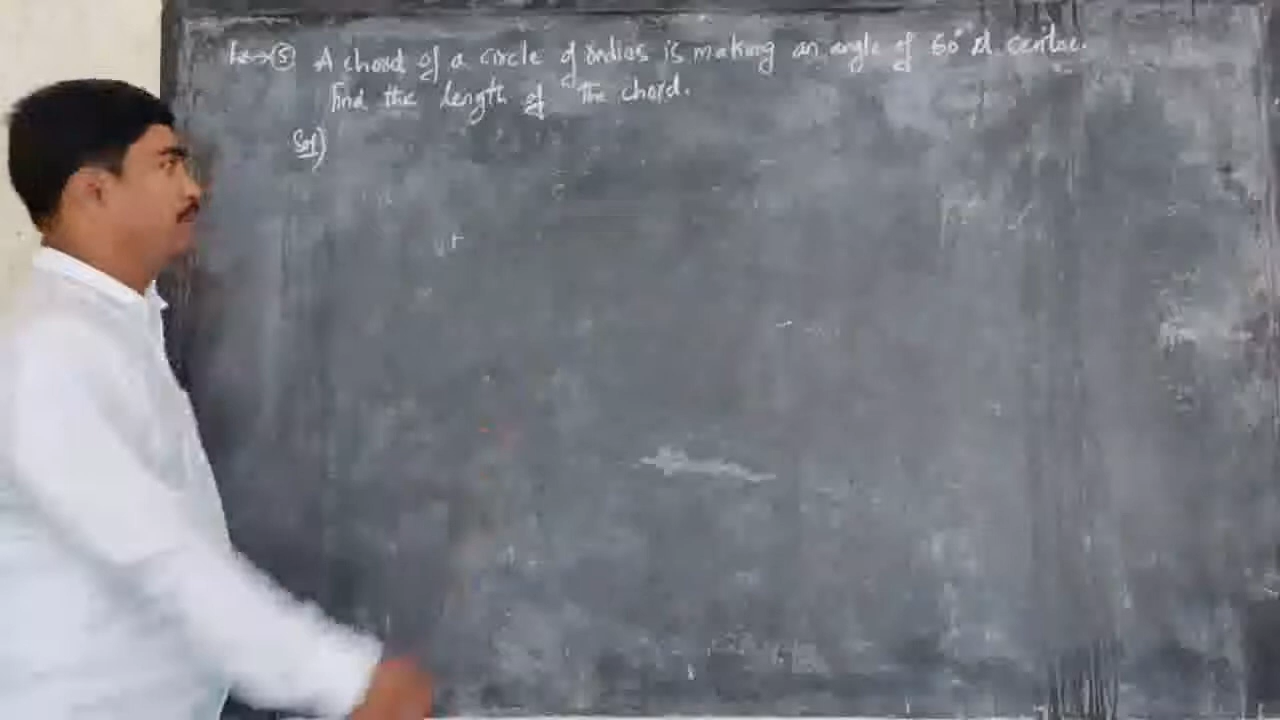 Ex→⑤ A chord of a circle of radius is making an angle of 60° at centre.
Find the length of the chord.
Sol)